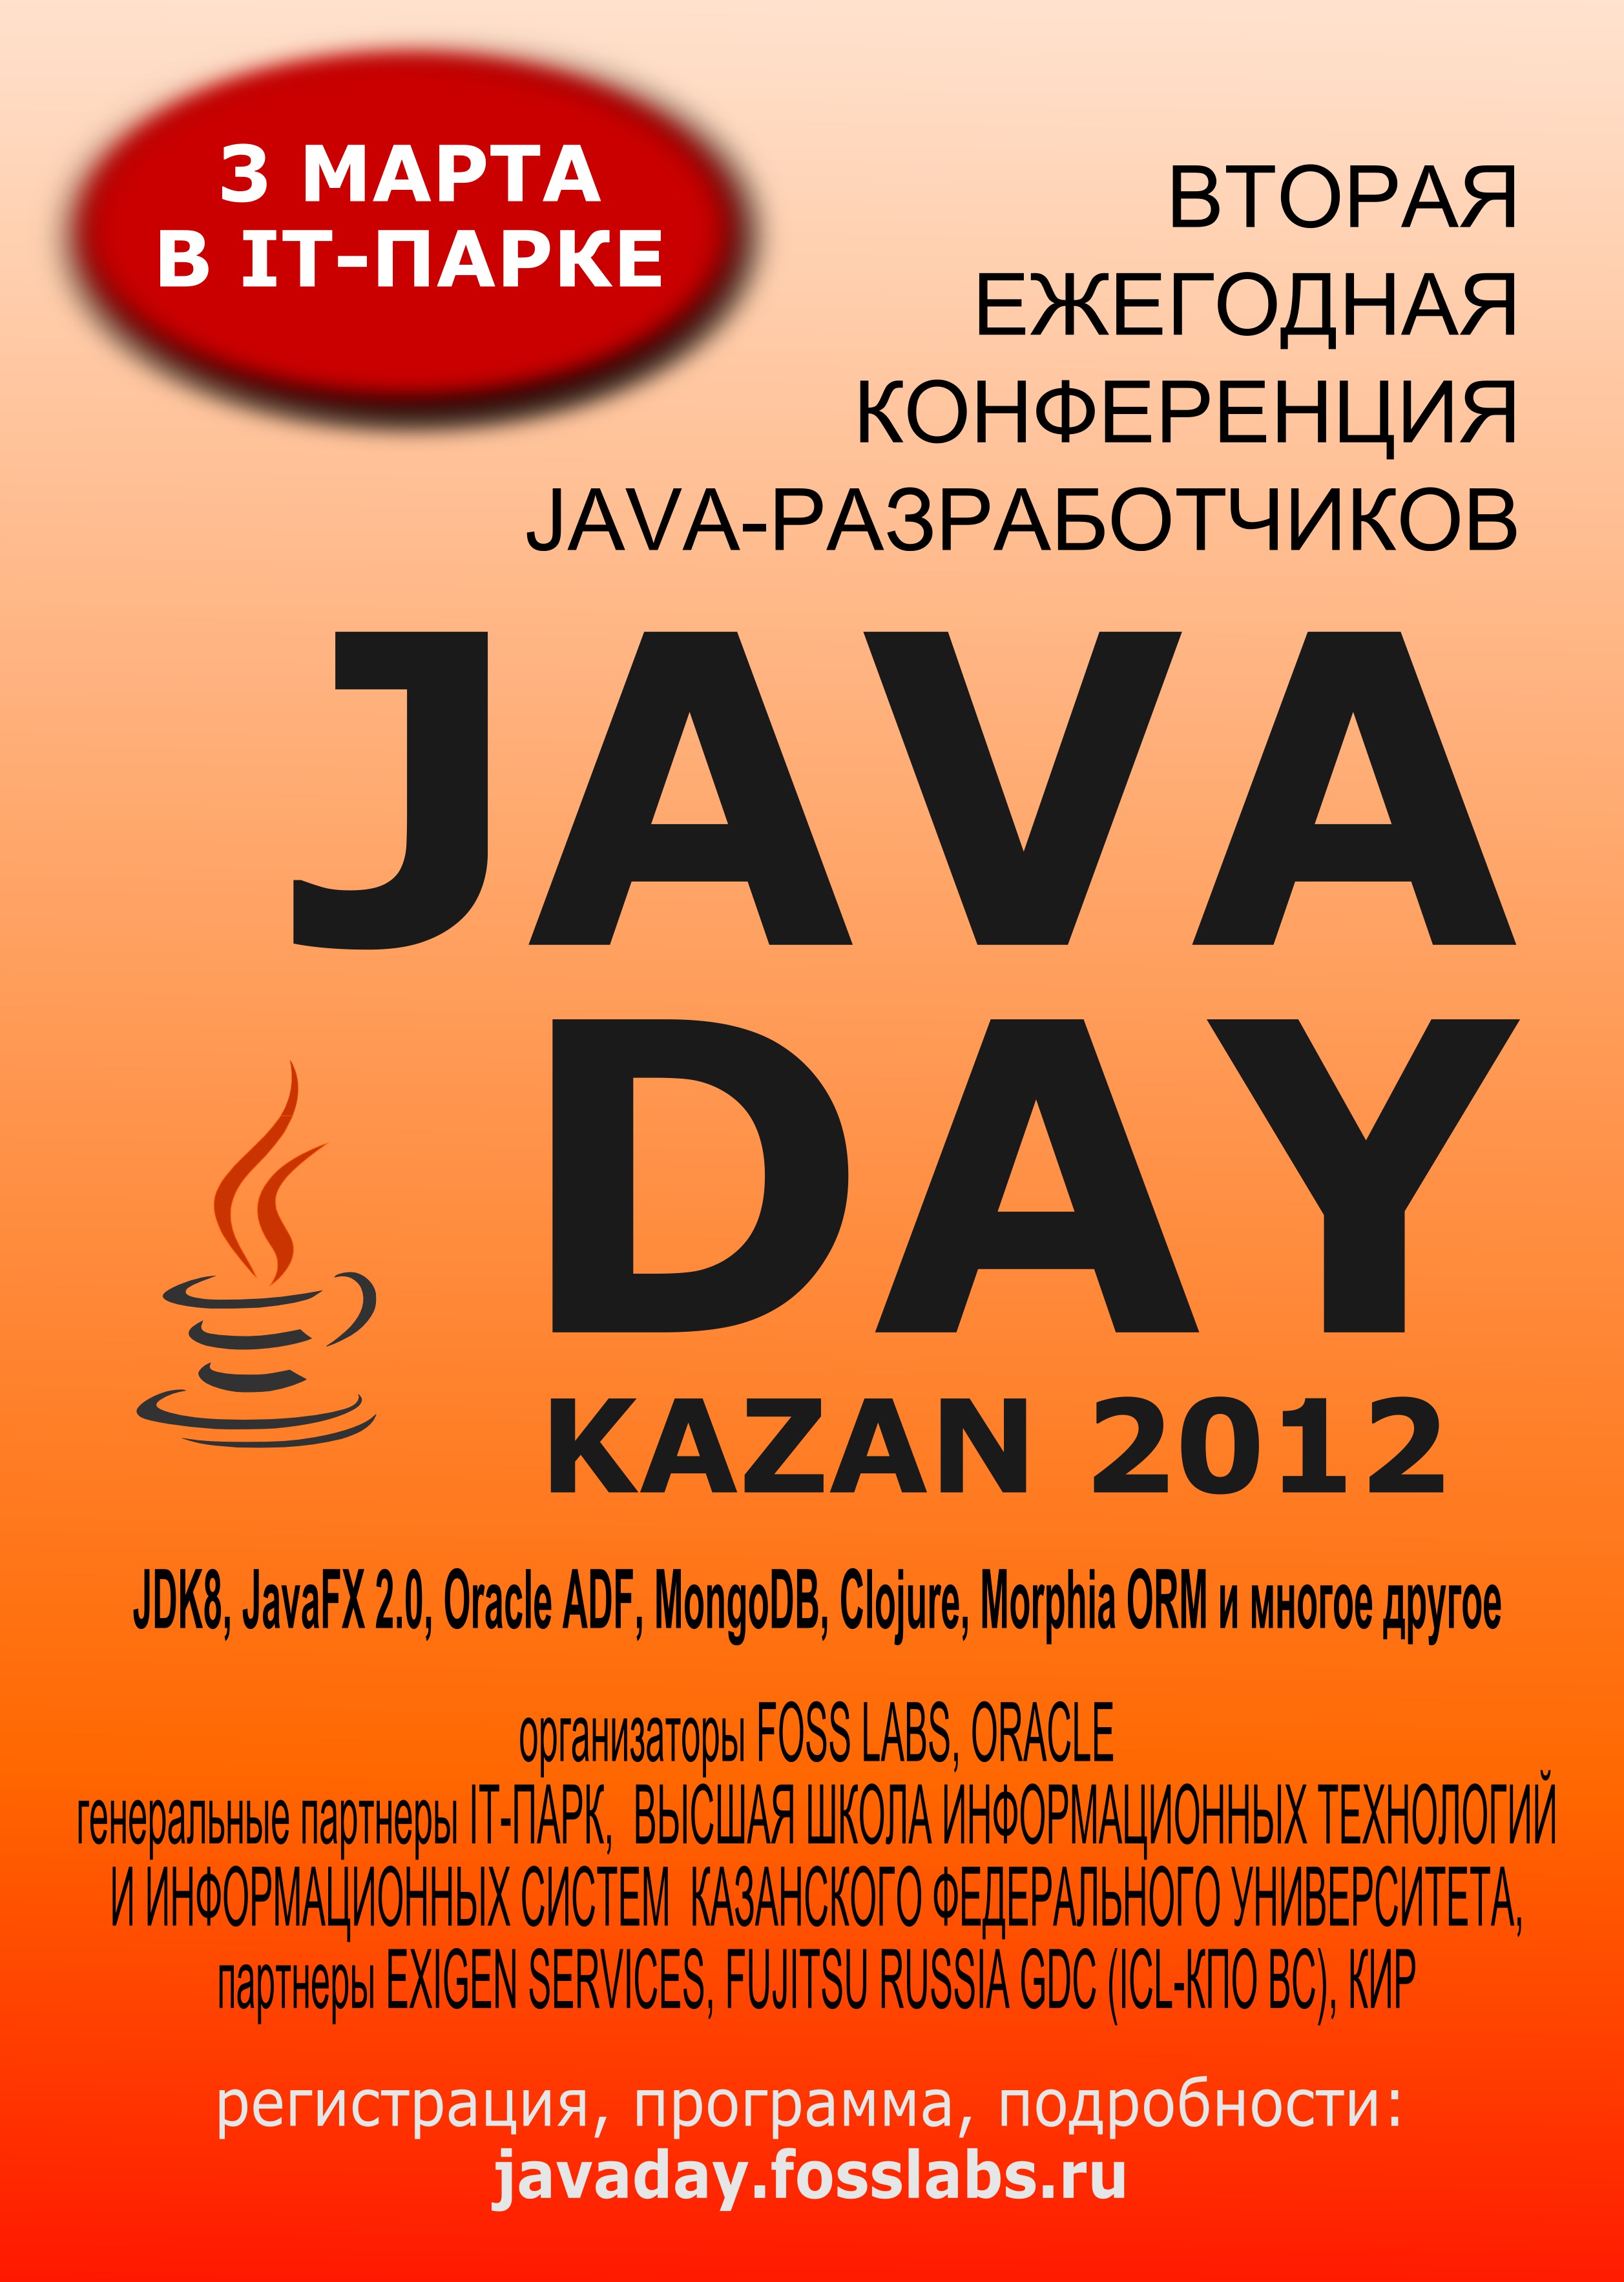 3 МАРТА
В IT-ПАРКЕ
ВТОРАЯ
ЕЖЕГОДНАЯ
КОНФЕРЕНЦИЯ
JAVA-РАЗРАБОТЧИКОВ
JAVA
DAY
KAZAN 2012
JDK8, JavaFX 2.0, Oracle ADF, MongoDB, Clojure, Morphia ORM и многое другое
организаторы FOSS LABS, ORACLE
генеральные партнеры IT-ПАРК, ВЫСШАЯ ШКОЛА ИНФОРМАЦИОННЫХ ТЕХНОЛОГИЙ
И ИНФОРМАЦИОННЫХ СИСТЕМ КАЗАНСКОГО ФЕДЕРАЛЬНОГО УНИВЕРСИТЕТА,
партнеры EXIGEN SERVICES, FUJITSU RUSSIA GDC (ICL-КПО ВС), КИР
регистрация, программа, подробности:
javaday.fosslabs.ru